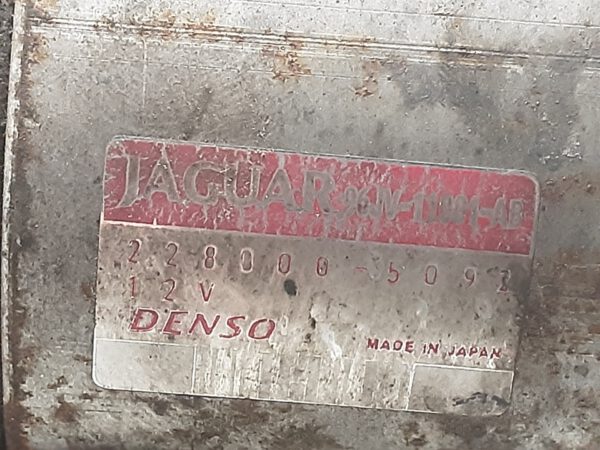 JAGUAR
228000-5092
12V
DENSO
MADE IN JAPAN